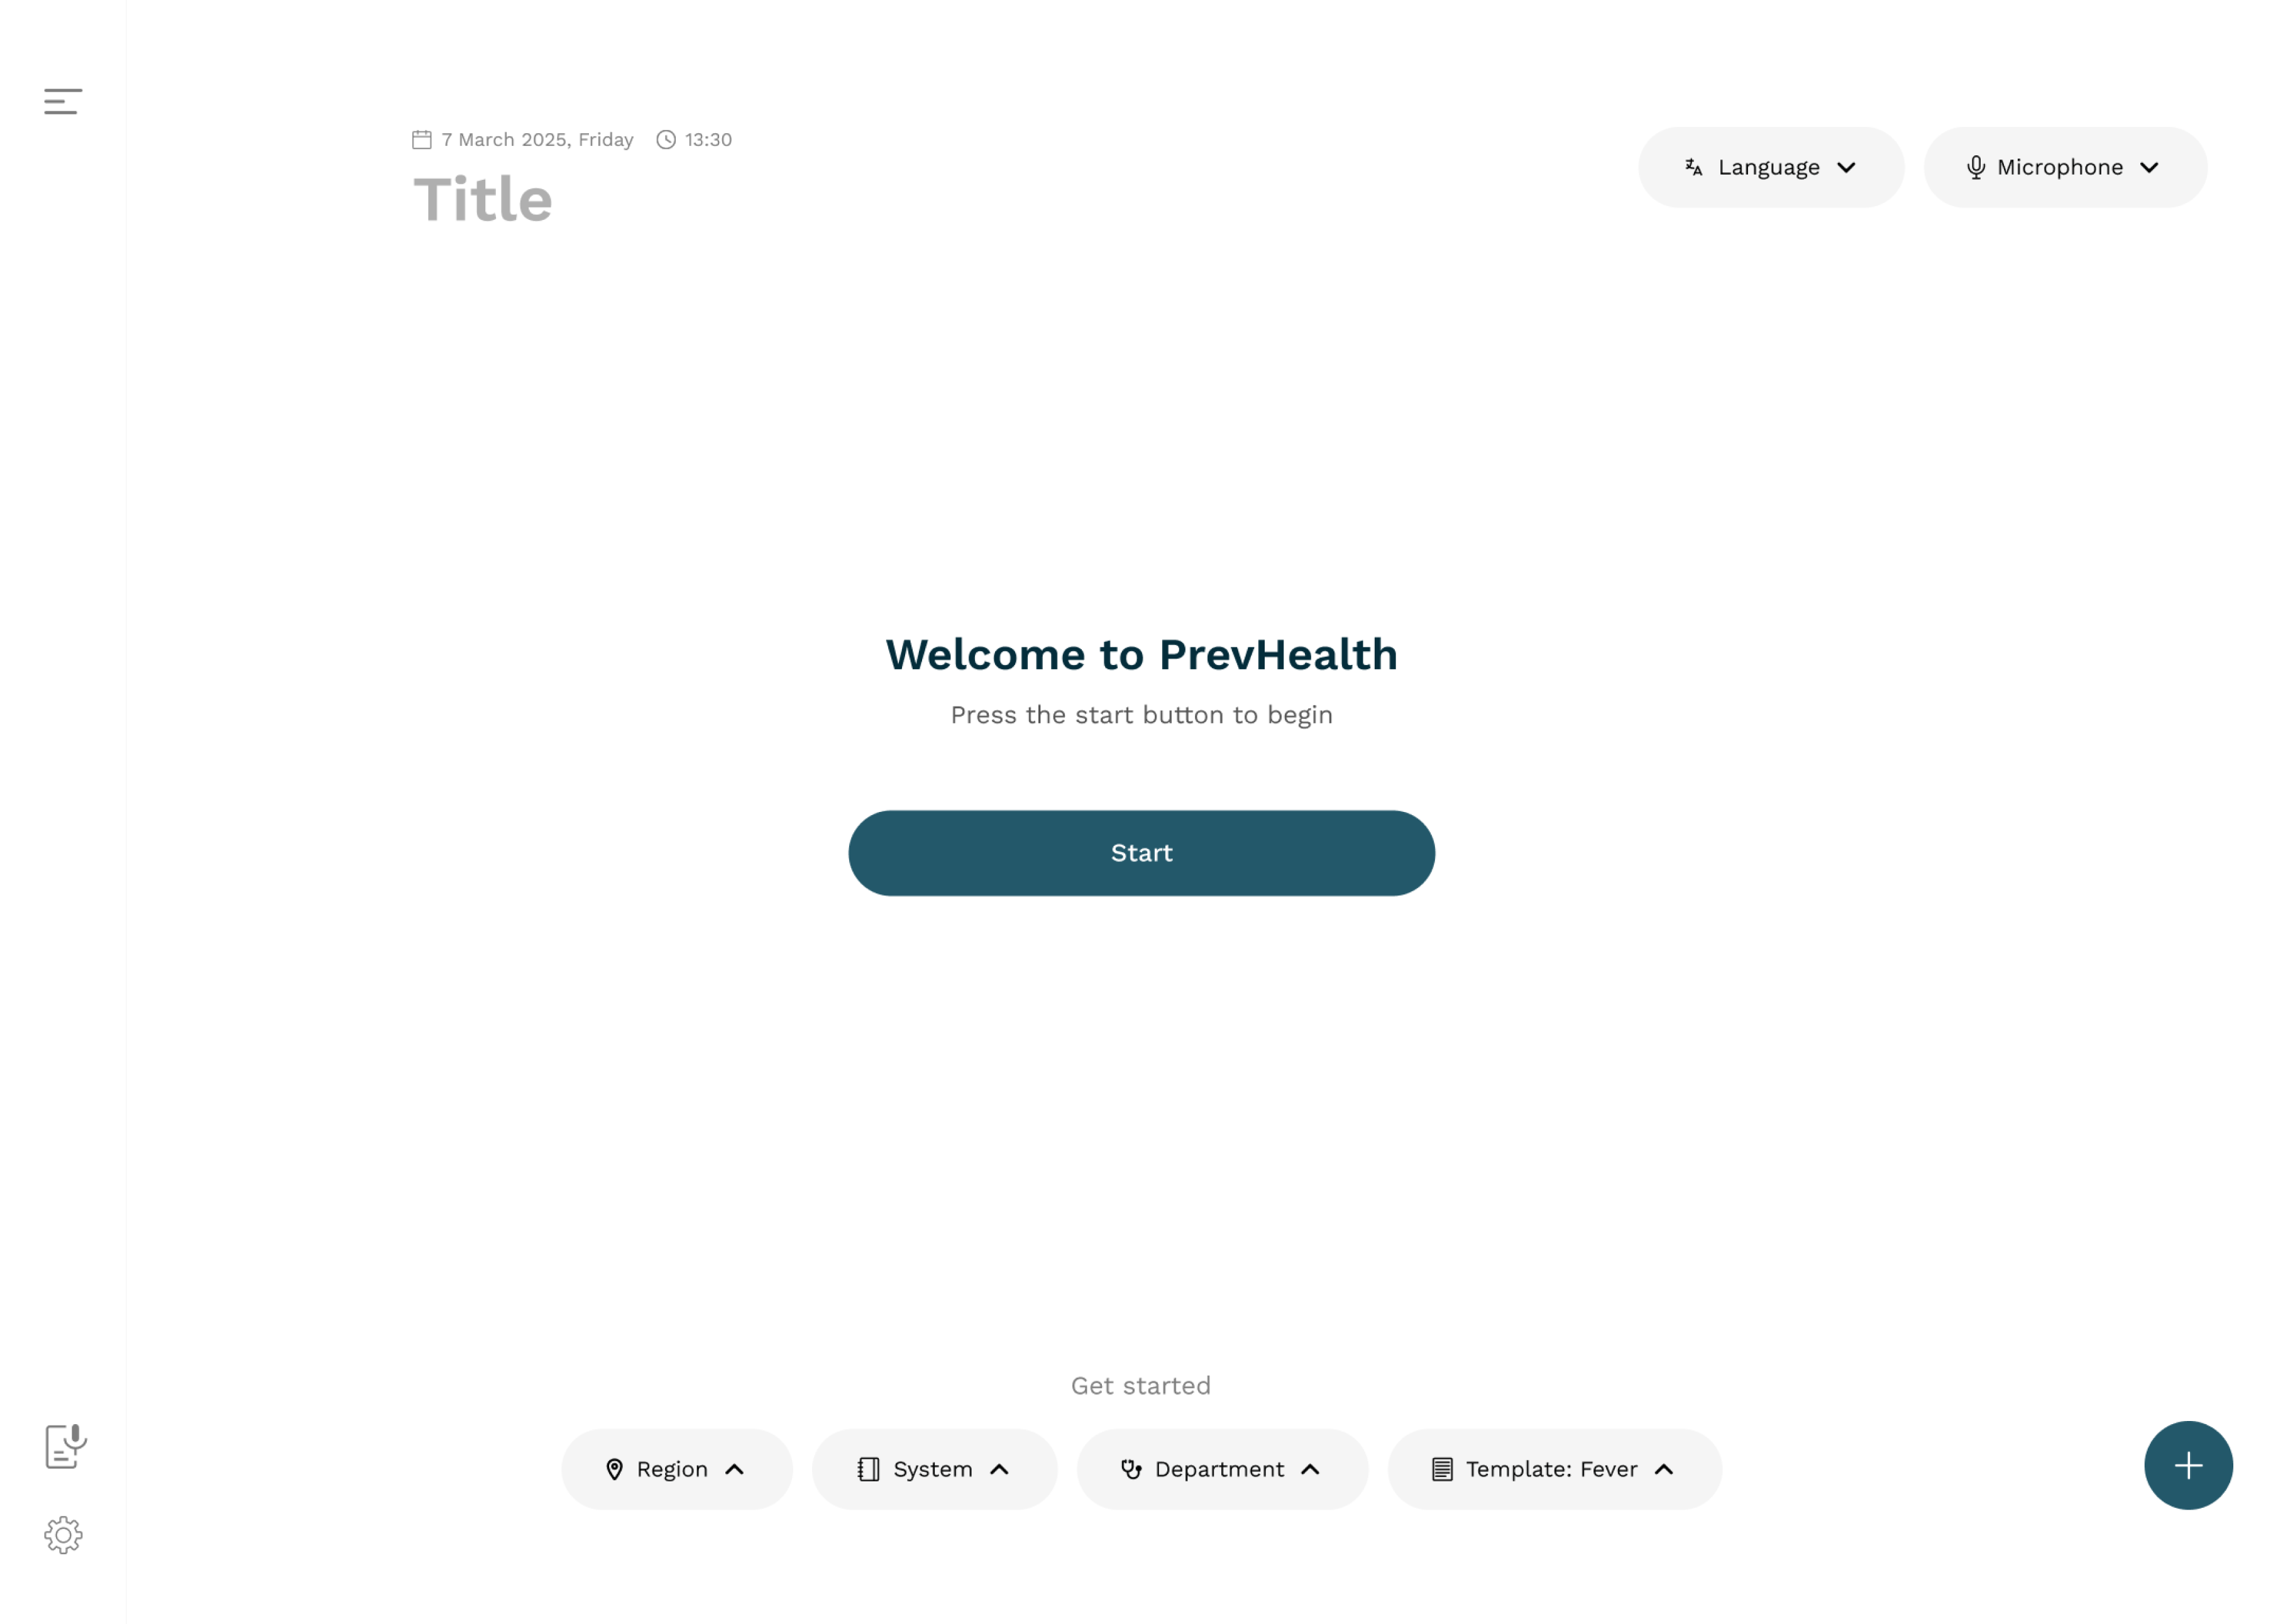 7 March 2025, Friday 13:30
Title
Language
Microphone
Welcome to PrevHealth
Press the start button to begin
Start
Get started
Region
System
Department
Template: Fever